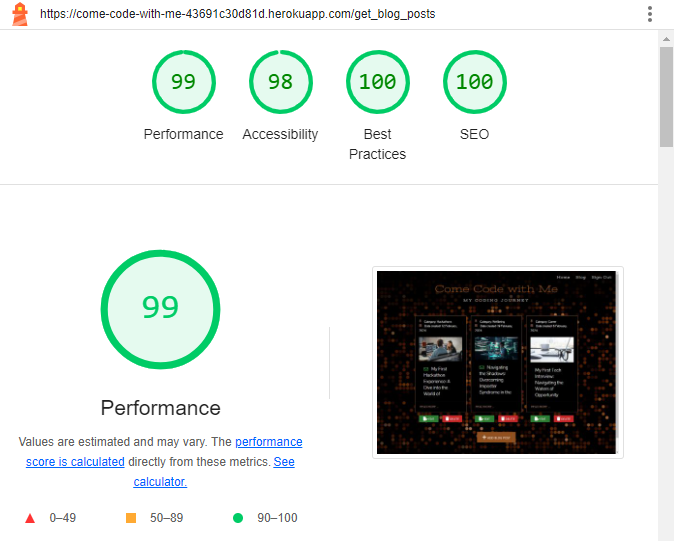 https://come-code-with-me-43691c30d81d.herokuapp.com/get_blog_posts
99
98
100
100
Performance
Accessibility
Best
Practices
SEO
99
Performance
Values are estimated and may vary. The performance
score is calculated directly from these metrics. See
calculator.
0–49
50–89
90–100
Home Blog Sign Out
Come Code with Me
MY CODING JOURNEY
My First
Hackathon
Experience: A
Dive Into the
World of
Navigating
the Shadows:
Overcoming
Imposter
Syndrome in the
My First Tech
Interview:
Navigating the
Waters of
Opportunity